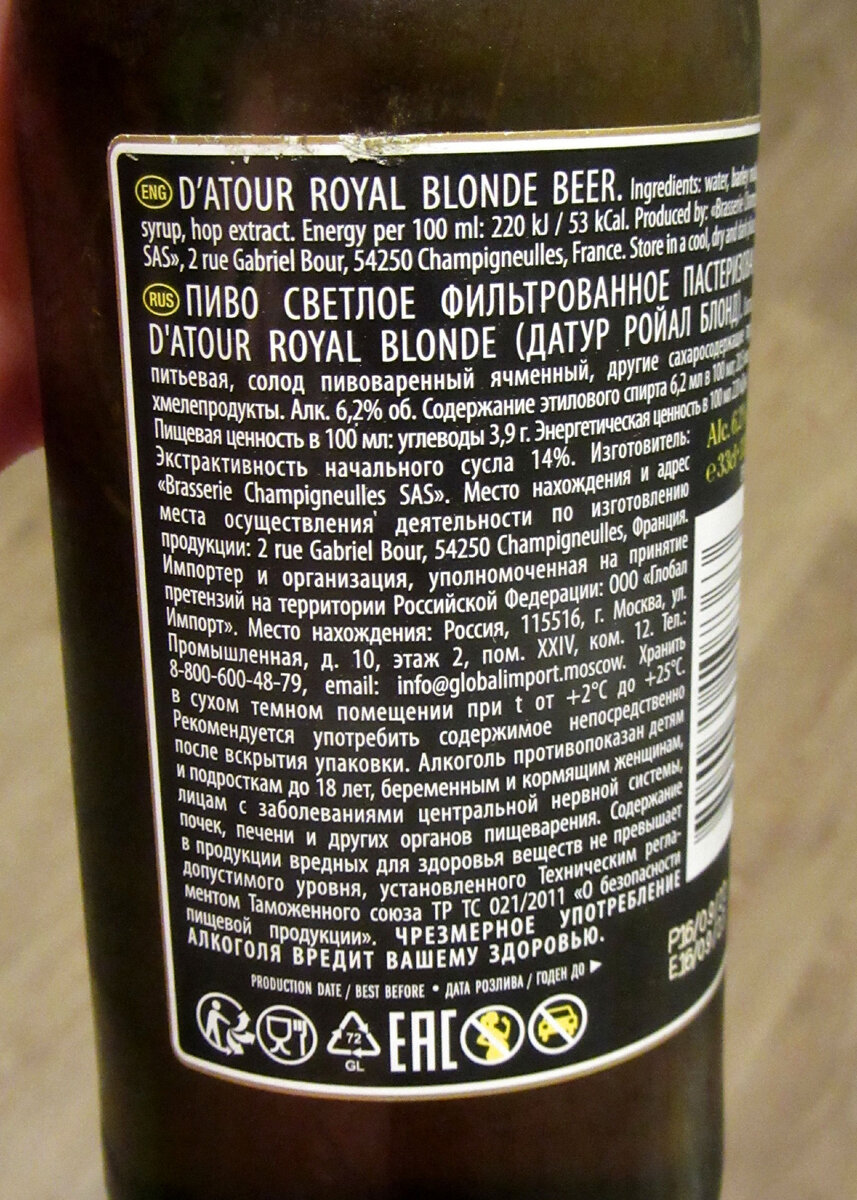 ENG D'ATOUR ROYAL BLONDE BEER. Ingredients: water, barley
syrup, hop extract. Energy per 100 ml: 220 kJ / 53 kCal. Produced by: «Brasserie
SAS», 2 rue Gabriel Bour, 54250 Champigneulles, France. Store in a cool, dry and dark
RUS ПИВО СВЕТЛОЕ ФИЛЬТРОВАННОЕ
D'ATOUR ROYAL BLONDE (ДАТУР РОЙАЛ БЛОНД).
питьевая, солод пивоваренный ячменный, другие
хмелепродукты. Алк. 6,2% об. Содержание этилового спирта 6,2 мл в 100 мл.
Пищевая ценность в 100 мл: углеводы 3,9 г. Энергетическая ценность в 100 мл:
Экстрактивность начального сусла 14%. Изготовитель:
«Brasserie Champigneulles SAS». Место нахождения и адрес
места осуществления деятельности по изготовлению
продукции: 2 rue Gabriel Bour, 54250 Champigneulles, Франция.
Импортер и организация, уполномоченная на принятие
претензий на территории Российской Федерации: ООО «Глобал
Импорт». Место нахождения: Россия, 115516, г. Москва, ул.
Промышленная, д. 10, этаж 2, пом. XXIV, ком. 12. Тел.:
8-800-600-48-79, email: info@globalimport.moscow. Хранить
в сухом темном помещении при t от +2°C до +25°C.
Рекомендуется употребить содержимое непосредственно
после вскрытия упаковки. Алкоголь противопоказан детям
и подросткам до 18 лет, беременным и кормящим женщинам,
лицам с заболеваниями центральной нервной системы,
почек, печени и других органов пищеварения. Содержание
в продукции вредных для здоровья веществ не превышает
допустимого уровня, установленного Техническим регла-
ментом Таможенного союза ТР ТС 021/2011 «О безопасности
пищевой продукции». ЧРЕЗМЕРНОЕ УПОТРЕБЛЕНИЕ
АЛКОГОЛЯ ВРЕДИТ ВАШЕМУ ЗДОРОВЬЮ.
Alc.
e 33cl
PRODUCTION DATE / BEST BEFORE • ДАТА РОЗЛИВА / ГОДЕН ДО ►
72
GL
EAC